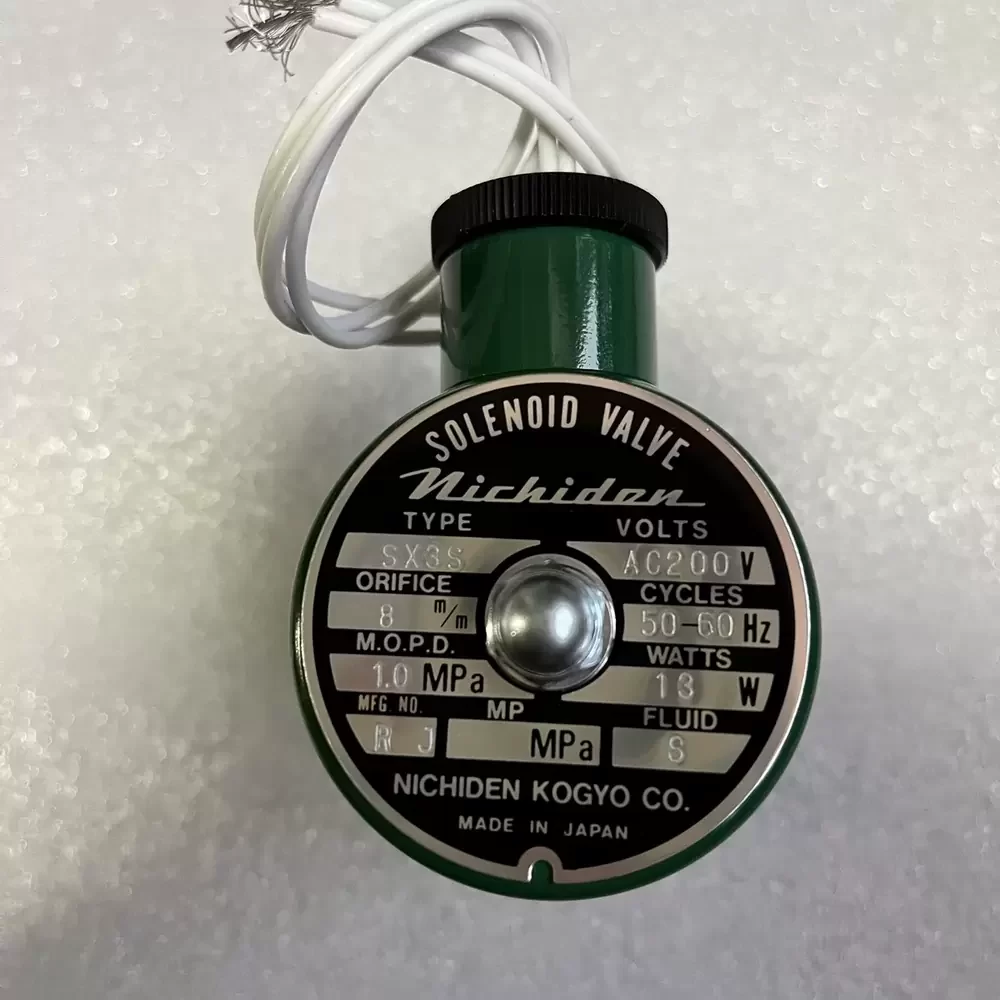 SOLENOID VALVE
Nichiden
TYPE VOLTS
SX3S AC200 V
ORIFICE CYCLES
8 m/m 50-60 Hz
M.O.P.D. WATTS
1.0 MPa 13 W
MFG. NO. MP FLUID
R J MPa S
NICHIDEN KOGYO CO.
MADE IN JAPAN